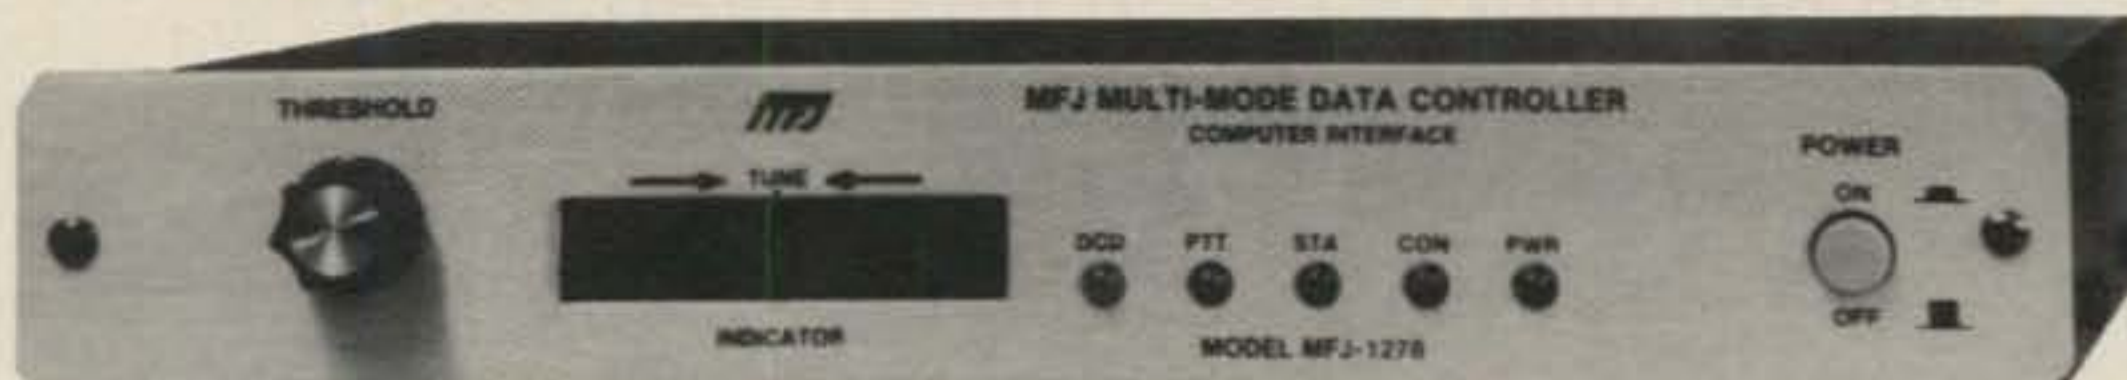 THRESHOLD
MFJ
MFJ MULTI-MODE DATA CONTROLLER
COMPUTER INTERFACE
TUNE
POWER
ON
DCD PTT STA CON PWR
OFF
INDICATOR
MODEL MFJ-1278